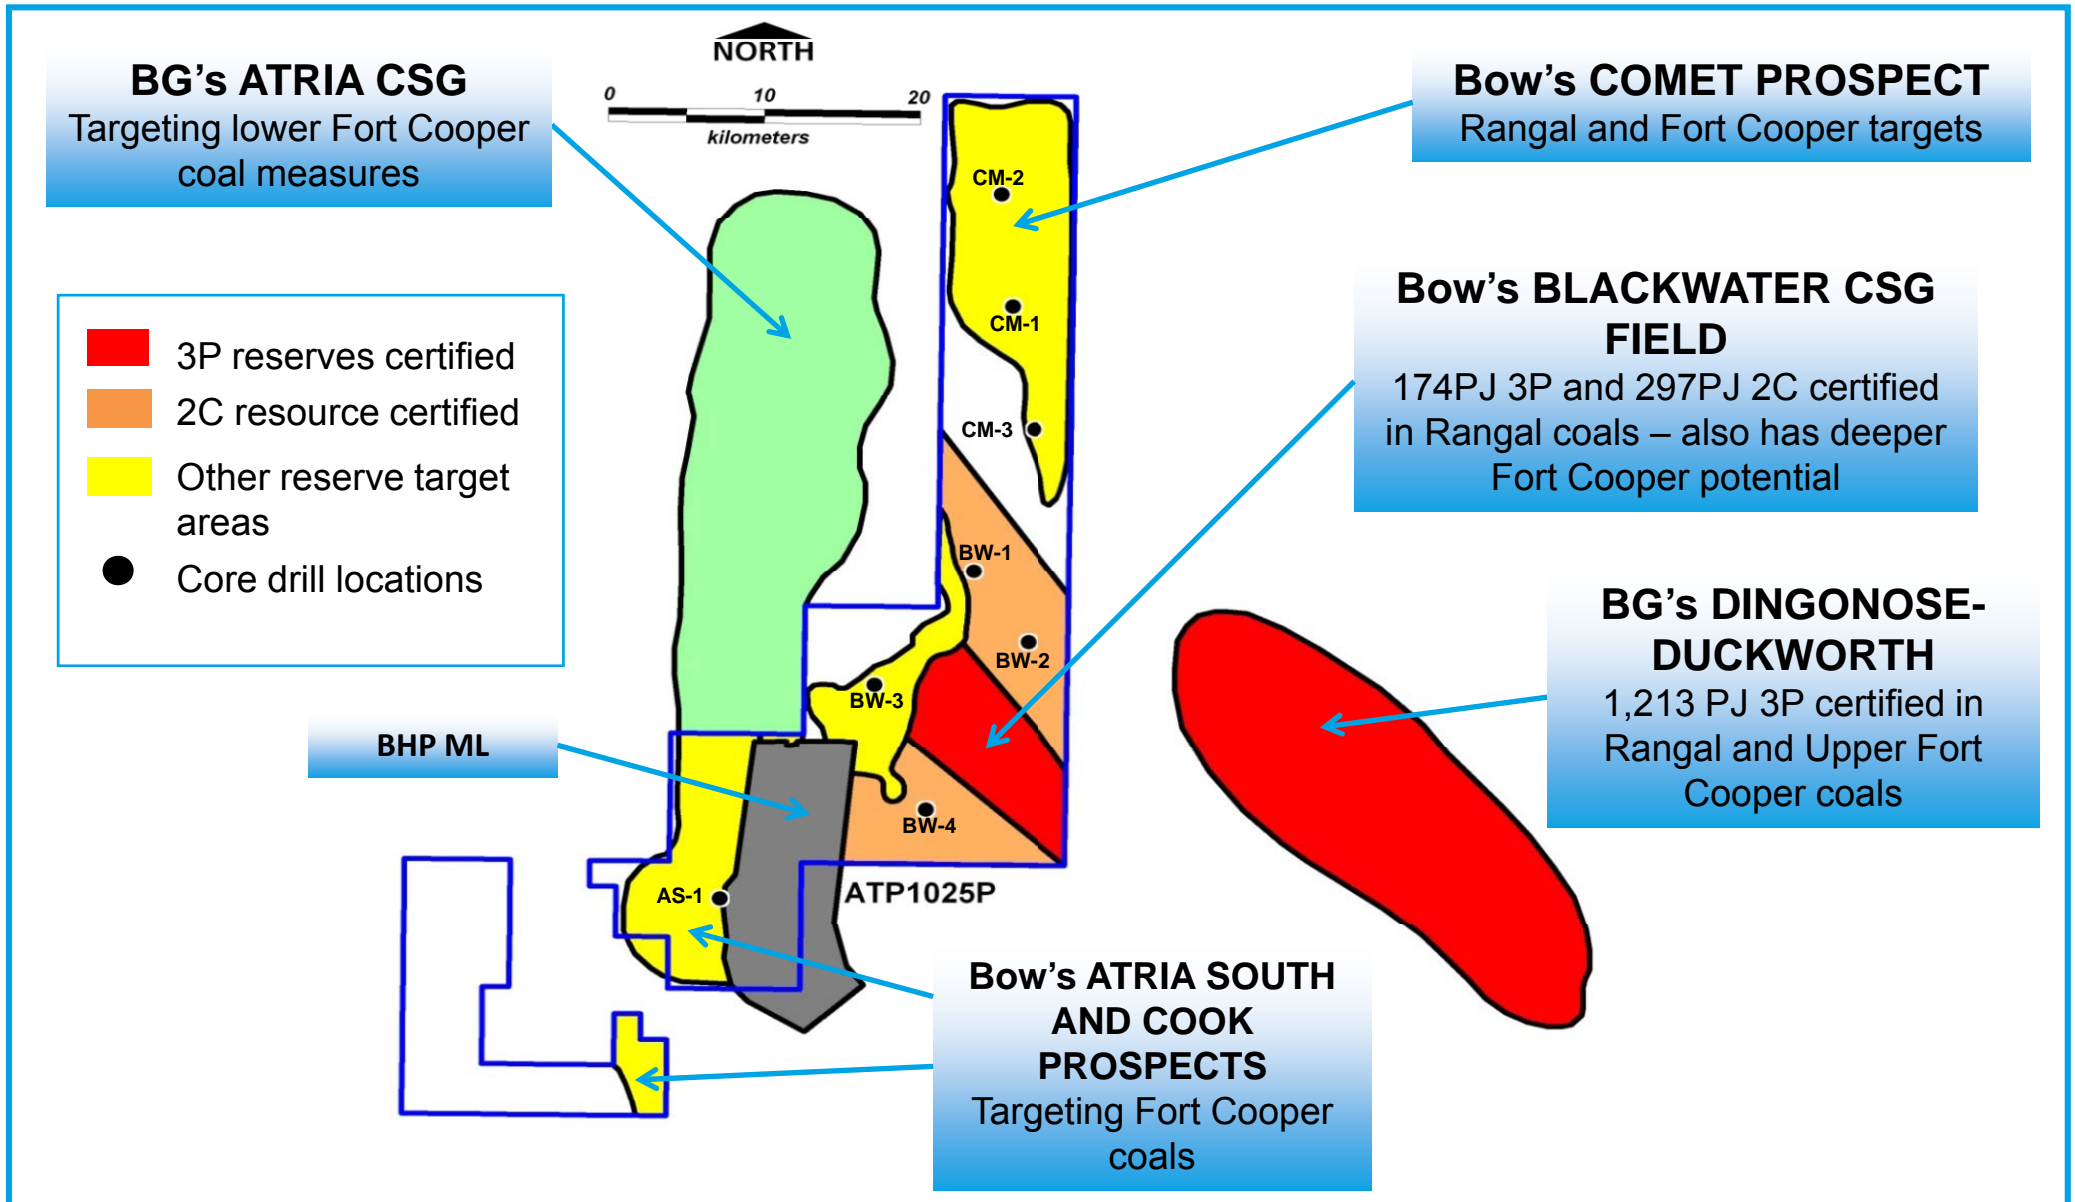 BG's ATRIA CSG
Targeting lower Fort Cooper
coal measures
NORTH
0 10 20
kilometers
Bow's COMET PROSPECT
Rangal and Fort Cooper targets
3P reserves certified
2C resource certified
Other reserve target
areas
Core drill locations
CM-2
CM-1
CM-3
Bow's BLACKWATER CSG
FIELD
174PJ 3P and 297PJ 2C certified
in Rangal coals – also has deeper
Fort Cooper potential
BW-1
BW-2
BW-3
BW-4
BG's DINGONOSE-
DUCKWORTH
1,213 PJ 3P certified in
Rangal and Upper Fort
Cooper coals
BHP ML
AS-1
ATP1025P
Bow's ATRIA SOUTH
AND COOK
PROSPECTS
Targeting Fort Cooper
coals